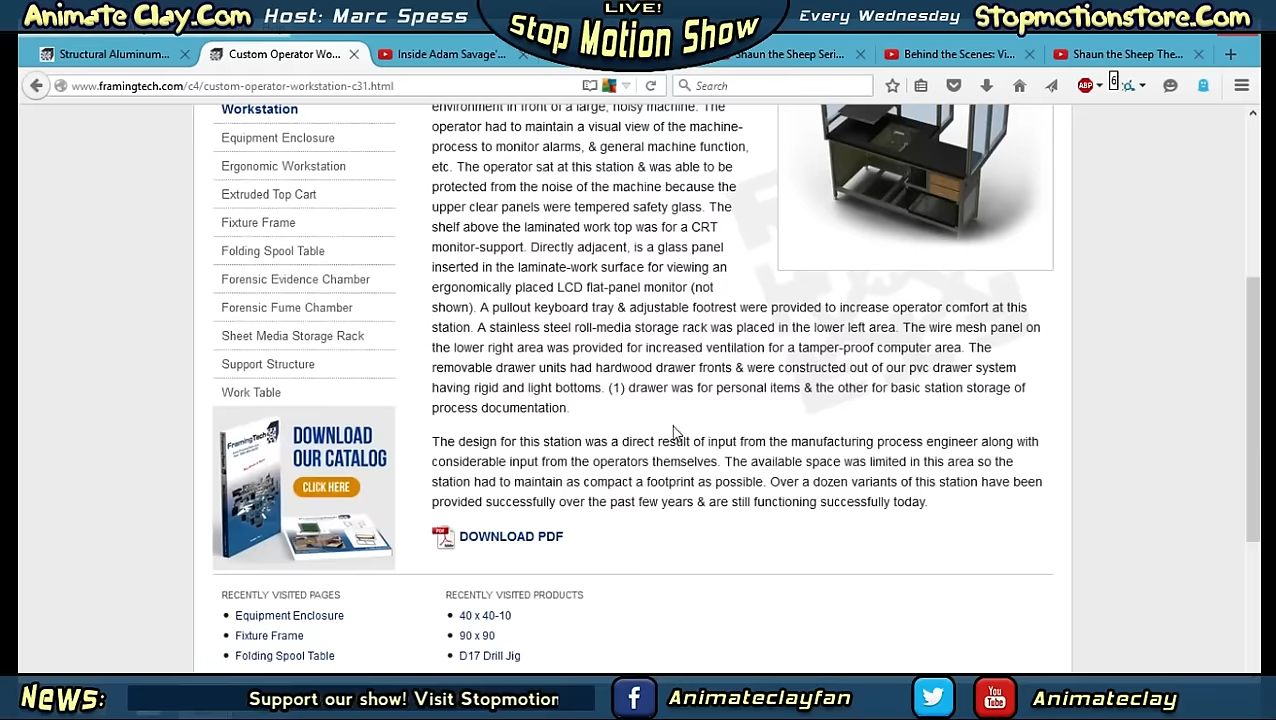 Animate Clay.Com
Host: Marc Spess
LIVE!
Stop Motion Show
Every Wednesday
Stopmotionstore.Com
Structural Aluminum...
Custom Operator Wo...
Inside Adam Savage'...
Shaun the Sheep Seri...
Behind the Scenes: Vi...
Shaun the Sheep The...
www.framingtech.com/c4/custom-operator-workstation-c31.html
Search
ABP
6
Workstation
Equipment Enclosure
Ergonomic Workstation
Extruded Top Cart
Fixture Frame
Folding Spool Table
Forensic Evidence Chamber
Forensic Fume Chamber
Sheet Media Storage Rack
Support Structure
Work Table
FramingTech
DOWNLOAD
OUR CATALOG
CLICK HERE
environment in front of a large, noisy machine. The
operator had to maintain a visual view of the machine-
process to monitor alarms, & general machine function,
etc. The operator sat at this station & was able to be
protected from the noise of the machine because the
upper clear panels were tempered safety glass. The
shelf above the laminated work top was for a CRT
monitor-support. Directly adjacent, is a glass panel
inserted in the laminate-work surface for viewing an
ergonomically placed LCD flat-panel monitor (not
shown). A pullout keyboard tray & adjustable footrest were provided to increase operator comfort at this
station. A stainless steel roll-media storage rack was placed in the lower left area. The wire mesh panel on
the lower right area was provided for increased ventilation for a tamper-proof computer area. The
removable drawer units had hardwood drawer fronts & were constructed out of our pvc drawer system
having rigid and light bottoms. (1) drawer was for personal items & the other for basic station storage of
process documentation.
The design for this station was a direct result of input from the manufacturing process engineer along with
considerable input from the operators themselves. The available space was limited in this area so the
station had to maintain as compact a footprint as possible. Over a dozen variants of this station have been
provided successfully over the past few years & are still functioning successfully today.
PDF
DOWNLOAD PDF
RECENTLY VISITED PAGES
Equipment Enclosure
Fixture Frame
Folding Spool Table
RECENTLY VISITED PRODUCTS
40 x 40-10
90 x 90
D17 Drill Jig
News:
Support our show! Visit Stopmotion
Animateclayfan
You Tube
Animateclay